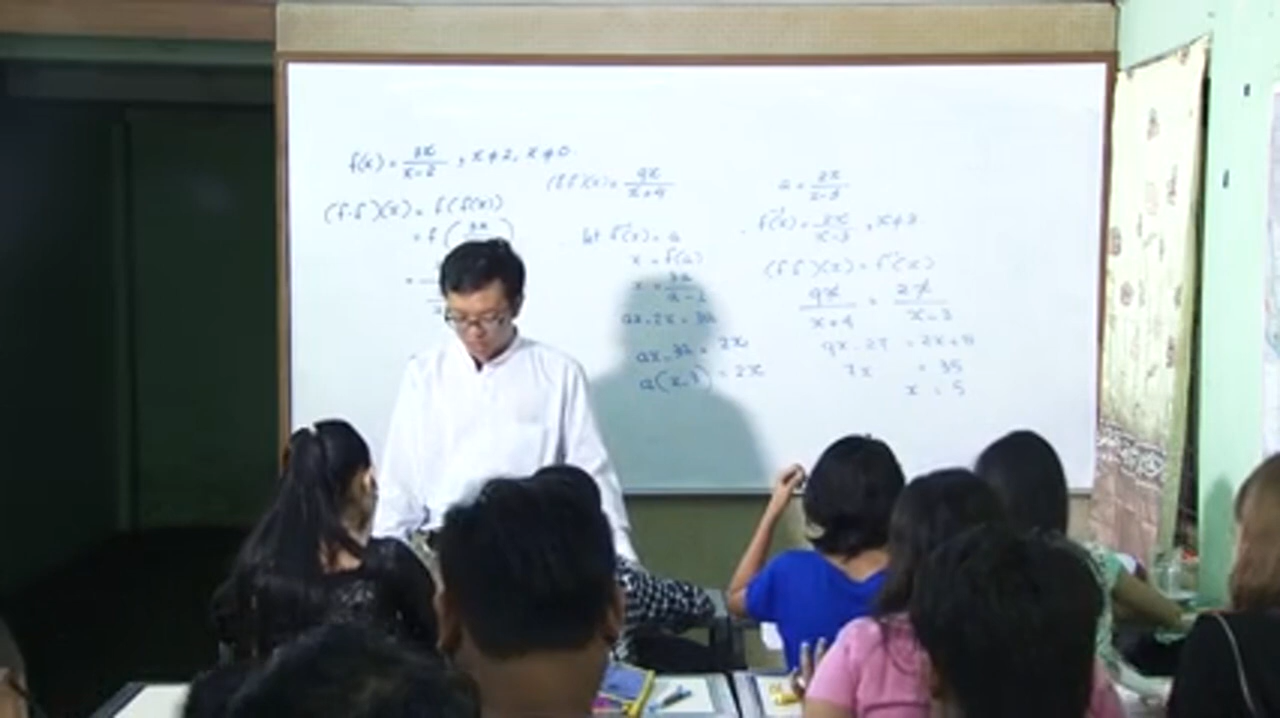 f(x) = 3x/(x-2) , x ≠ 2, x ≠ 0.
(f·f)(x) = f(f(x))
= f(3x
=
(f·f)(x) = 9x/(x+4)
let f⁻¹(x) = a
x = f(a)
x = 3a/(a-2)
ax - 2x = 3a
ax - 3a = 2x
a(x-3) = 2x
a = 2x/(x-3)
f⁻¹(x) = 2x/(x-3) , x ≠ 3
(f·f)(x) = f⁻¹(x)
9x/(x+4) = 2x/(x-3)
9x - 27 = 2x + 8
7x = 35
x = 5